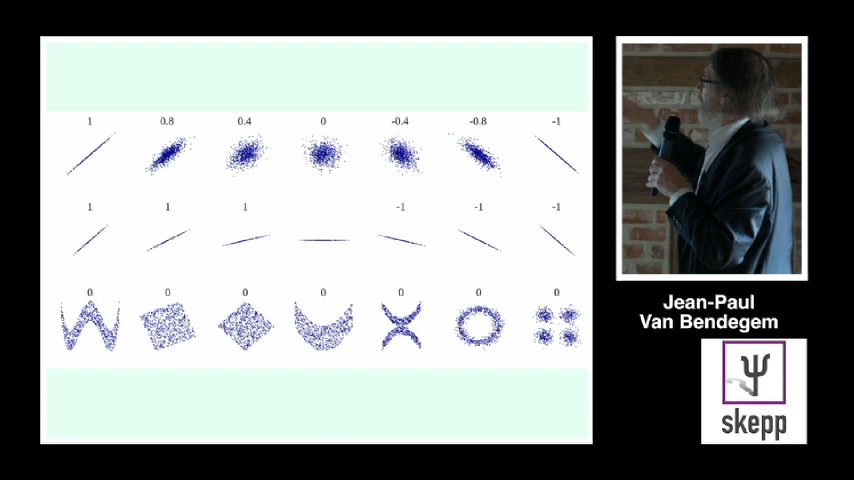 1 0.8 0.4 0 -0.4 -0.8 -1
1 1 1 -1 -1 -1
0 0 0 0 0 0 0
Jean-Paul
Van Bendegem
skepp